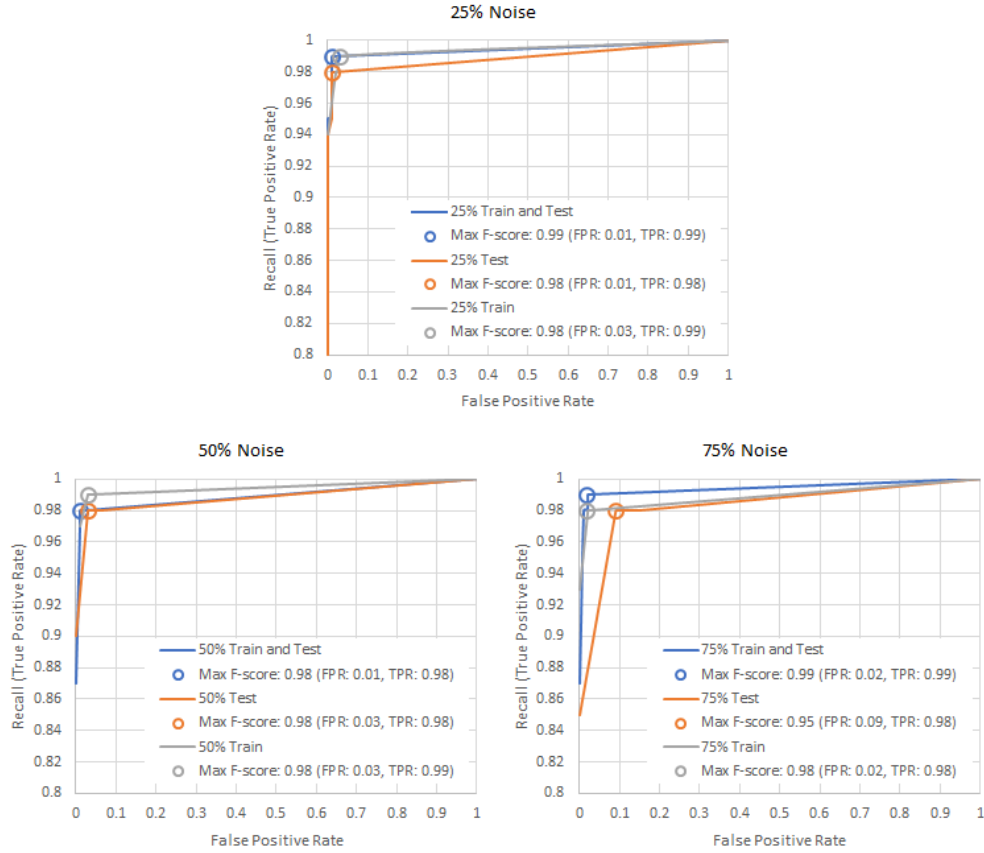 25% Noise
1
0.98
0.96
0.94
0.92
0.9
0.88
0.86
0.84
0.82
0.8
Recall (True Positive Rate)
25% Train and Test
Max F-score: 0.99 (FPR: 0.01, TPR: 0.99)
25% Test
Max F-score: 0.98 (FPR: 0.01, TPR: 0.98)
25% Train
Max F-score: 0.98 (FPR: 0.03, TPR: 0.99)
0 0.1 0.2 0.3 0.4 0.5 0.6 0.7 0.8 0.9 1
False Positive Rate
50% Noise
1
0.98
0.96
0.94
0.92
0.9
0.88
0.86
0.84
0.82
0.8
Recall (True Positive Rate)
50% Train and Test
Max F-score: 0.98 (FPR: 0.01, TPR: 0.98)
50% Test
Max F-score: 0.98 (FPR: 0.03, TPR: 0.98)
50% Train
Max F-score: 0.98 (FPR: 0.03, TPR: 0.99)
0 0.1 0.2 0.3 0.4 0.5 0.6 0.7 0.8 0.9 1
False Positive Rate
75% Noise
1
0.98
0.96
0.94
0.92
0.9
0.88
0.86
0.84
0.82
0.8
Recall (True Positive Rate)
75% Train and Test
Max F-score: 0.99 (FPR: 0.02, TPR: 0.99)
75% Test
Max F-score: 0.95 (FPR: 0.09, TPR: 0.98)
75% Train
Max F-score: 0.98 (FPR: 0.02, TPR: 0.98)
0 0.1 0.2 0.3 0.4 0.5 0.6 0.7 0.8 0.9 1
False Positive Rate